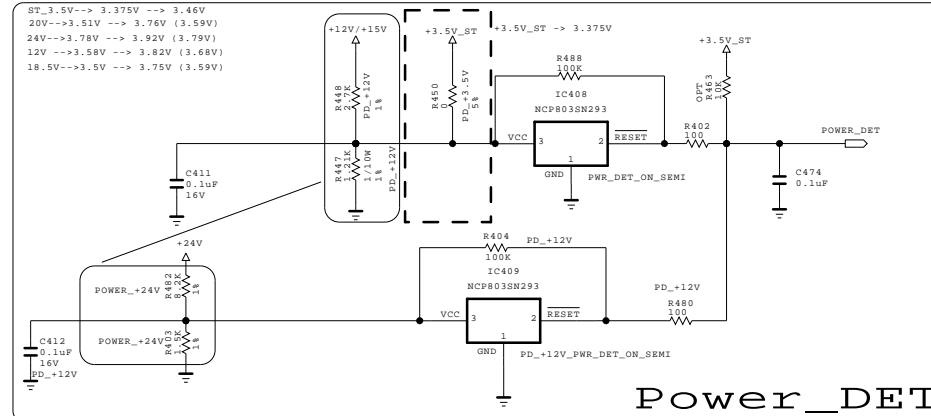 ST_3.5V--> 3.375V --> 3.46V
20V-->3.51V --> 3.76V (3.59V)
24V-->3.78V --> 3.92V (3.79V)
12V -->3.58V --> 3.82V (3.68V)
18.5V-->3.5V --> 3.75V (3.59V)
+12V/+15V
+3.5V_ST
+3.5V_ST -> 3.375V
R448
2.7K
PD_+12V
1%
R450
0
PD_+3.5V
5%
R488
100K
IC408
NCP803SN293
VCC
3
2
RESET
1
GND
PWR_DET_ON_SEMI
+3.5V_ST
OPT
R463
10K
R402
100
POWER_DET
C474
0.1uF
R447
1.21K
1/10W
1%
PD_+12V
C411
0.1uF
16V
+24V
POWER_+24V
R482
8.2K
1%
POWER_+24V
R403
1.5K
1%
C412
0.1uF
16V
PD_+12V
R404
100K
PD_+12V
IC409
NCP803SN293
VCC
3
2
RESET
1
GND
PD_+12V_PWR_DET_ON_SEMI
PD_+12V
R480
100
Power_DET